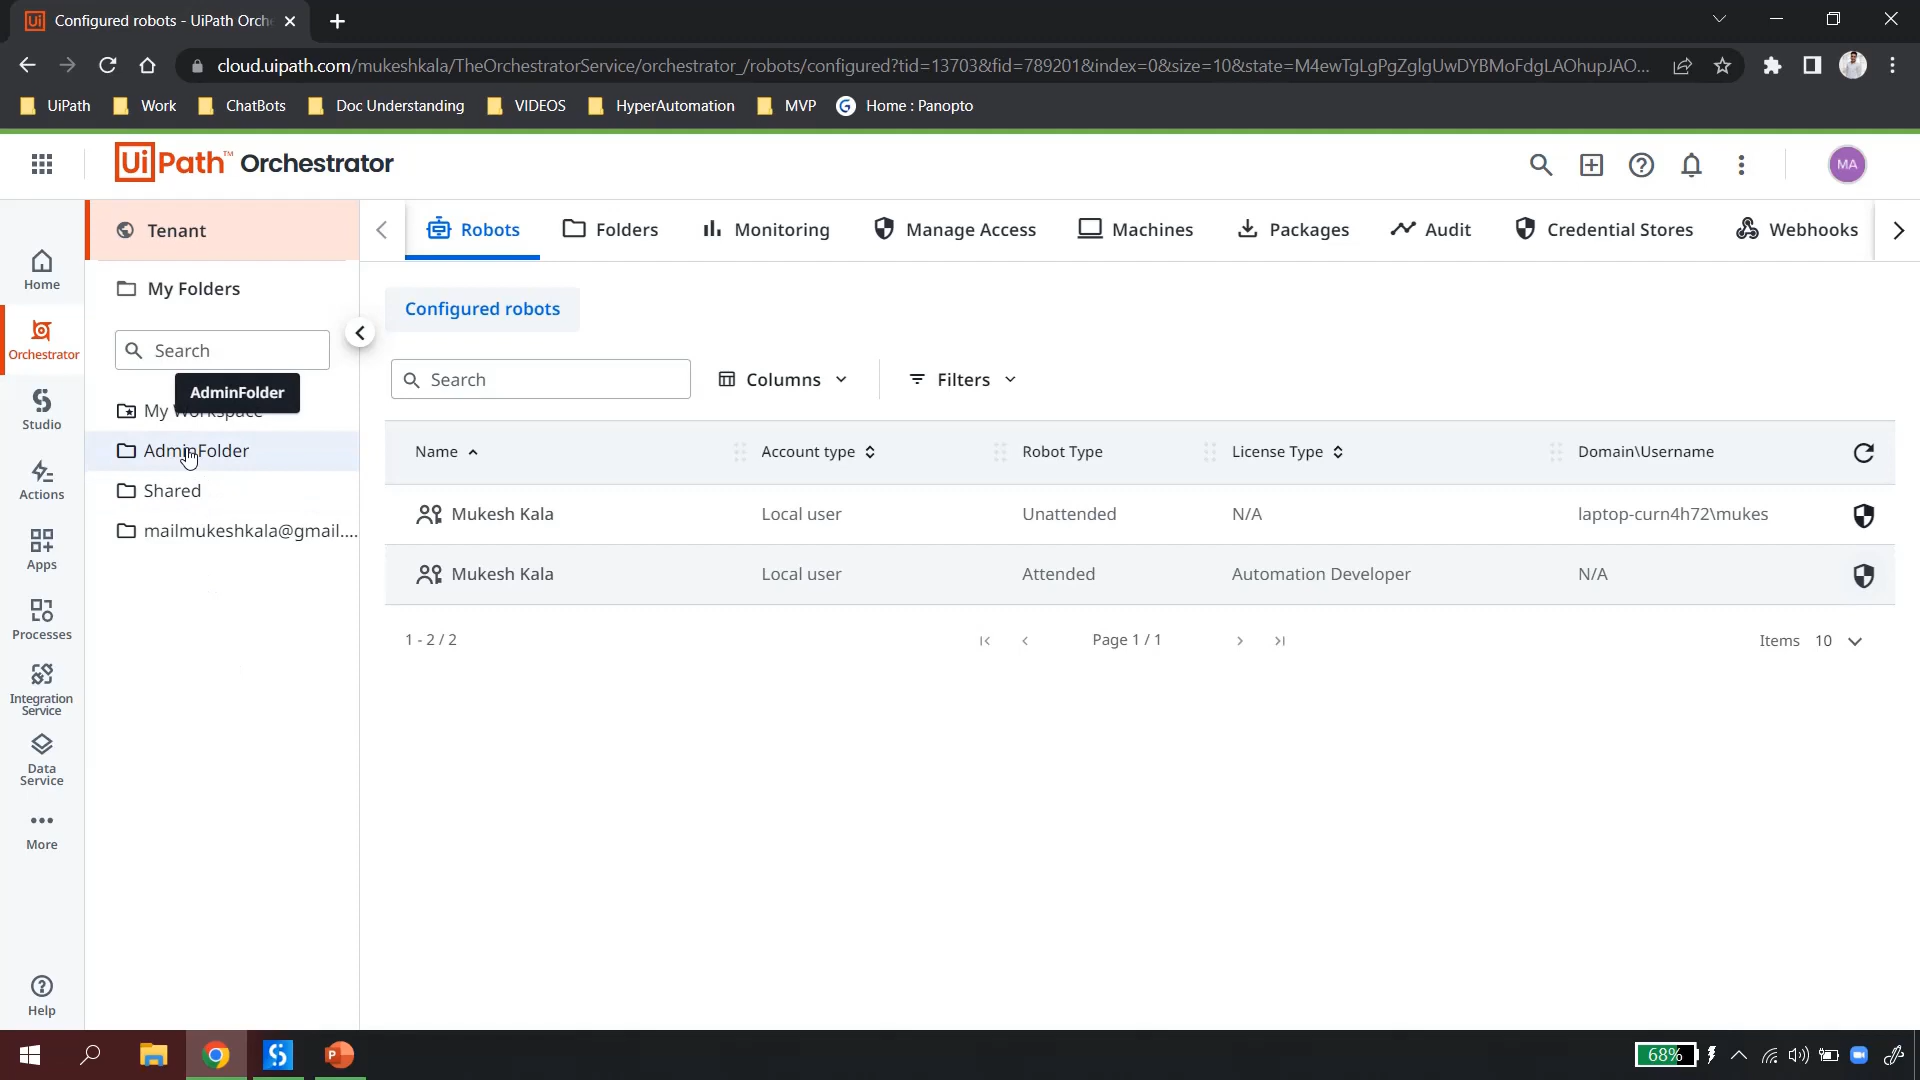 Configured robots - UiPath Orche
cloud.uipath.com/mukeshkala/TheOrchestratorService/orchestrator_/robots/configured?tid=13703&fid=789201&index=0&size=10&state=M4ewTgLgPgZglgUwDYBMoFdgLAOhupJAO...
UiPath Work ChatBots Doc Understanding VIDEOS HyperAutomation MVP Home : Panopto
UiPath™ Orchestrator
MA
Tenant
Robots Folders Monitoring Manage Access Machines Packages Audit Credential Stores Webhooks
Home
My Folders
Configured robots
Orchestrator
Search
Search
Columns
Filters
AdminFolder
My Workspace
Studio
AdminFolder
Name Account type Robot Type License Type Domain\Username
Actions
Shared
Mukesh Kala Local user Unattended N/A laptop-curn4h72\mukes
mailmukeshkala@gmail....
Apps
Mukesh Kala Local user Attended Automation Developer N/A
Processes
1 - 2 / 2
Page 1 / 1
Items 10
Integration
Service
Data
Service
More
Help
68%